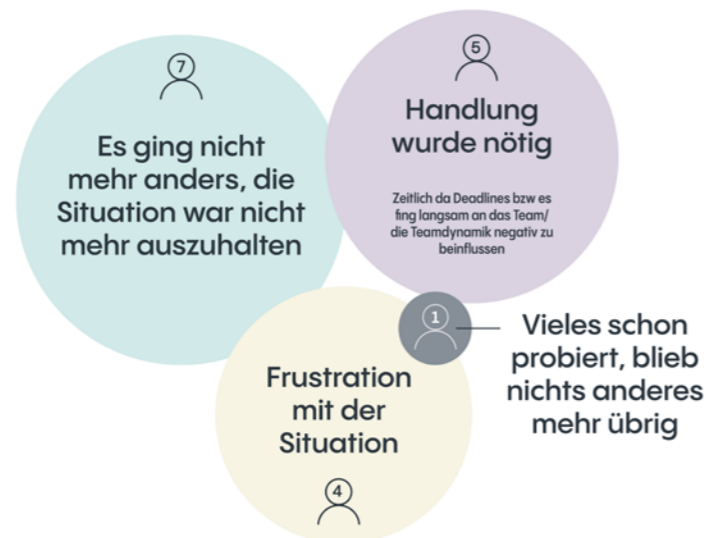 7
Es ging nicht
mehr anders, die
Situation war nicht
mehr auszuhalten
5
Handlung
wurde nötig
Zeitlich da Deadlines bzw es
fing langsam an das Team/
die Teamdynamik negativ zu
beinflussen
1
Vieles schon
probiert, blieb
nichts anderes
mehr übrig
Frustration
mit der
Situation
4